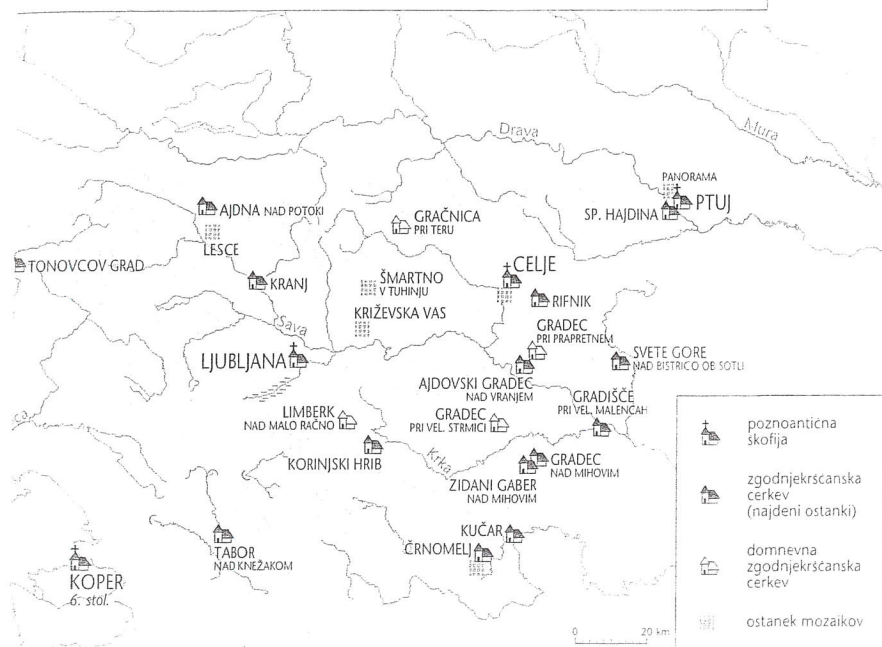 Drava
Mura
PANORAMA
PTUJ
SP. HAJDINA
AJDNA NAD POTOKI
GRAČNICA
PRI TERU
LESCE
CELJE
TONOVCOV GRAD
KRANJ
ŠMARTNO
V TUHINJU
RIFNIK
Sava
KRIŽEVSKA VAS
GRADEC
PRI PRAPRETNEM
LJUBLJANA
SVETE GORE
NAD BISTRICO OB SOTLI
AJDOVSKI GRADEC
NAD VRANJEM
GRADIŠČE
PRI VEL. MALENCAH
LIMBERK
NAD MALO RAČNO
GRADEC
PRI VEL. STRMICI
KORINJSKI HRIB
Krka
GRADEC
NAD MIHOVIM
ZIDANI GABER
NAD MIHOVIM
KUČAR
TABOR
NAD KNEŽAKOM
ČRNOMELJ
KOPER
6. stol.
0 20 km
poznoantična
škofija
zgodnjekrščanska
cerkev
(najdeni ostanki)
domnevna
zgodnjekrščanska
cerkev
ostanek mozaikov